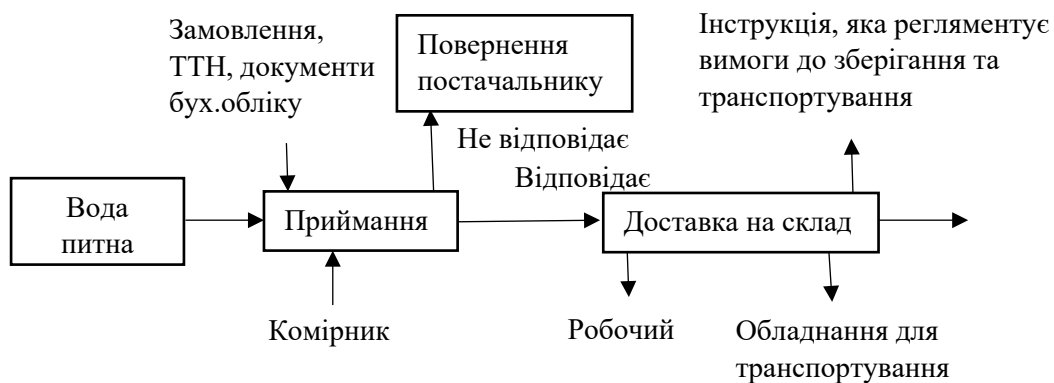 Замовлення,
ТТН, документи
бух.обліку
Повернення
постачальнику
Інструкція, яка регляментує
вимоги до зберігання та
транспортування
Не відповідає
Відповідає
Вода
питна
Приймання
Доставка на склад
Комірник
Робочий
Обладнання для
транспортування